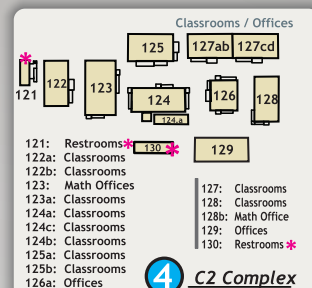 Classrooms / Offices
125
127ab
127cd
121
122
123
124
124.a
126
128
130
129
121: Restrooms*
122a: Classrooms
122b: Classrooms
123: Math Offices
123a: Classrooms
124a: Classrooms
124c: Classrooms
124b: Classrooms
125a: Classrooms
125b: Classrooms
126a: Offices
127: Classrooms
128: Classrooms
128b: Math Office
129: Offices
130: Restrooms*
4 C2 Complex